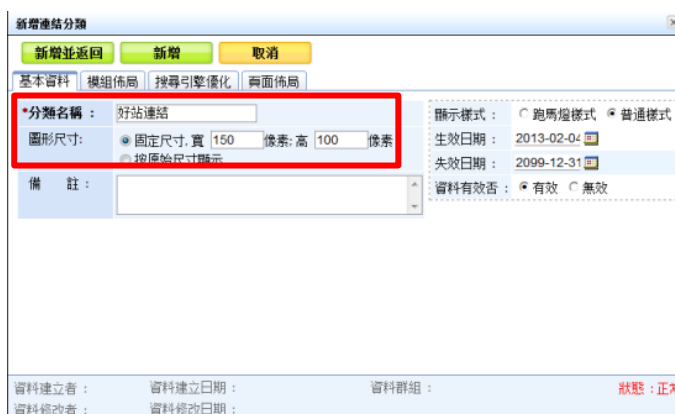 新增連結分類
新增並返回 新增 取消
基本資料 模組佈局 搜尋引擎優化 頁面佈局
*分類名稱： 好站連結
圖形尺寸: 固定尺寸, 寬 150 像素; 高 100 像素
按原始尺寸顯示
備 註：
顯示樣式： 跑馬燈樣式 普通樣式
生效日期： 2013-02-04
失效日期： 2099-12-31
資料有效否： 有效 無效
資料建立者： 資料建立日期： 資料群組： 狀態：正常
資料修改者： 資料修改日期：